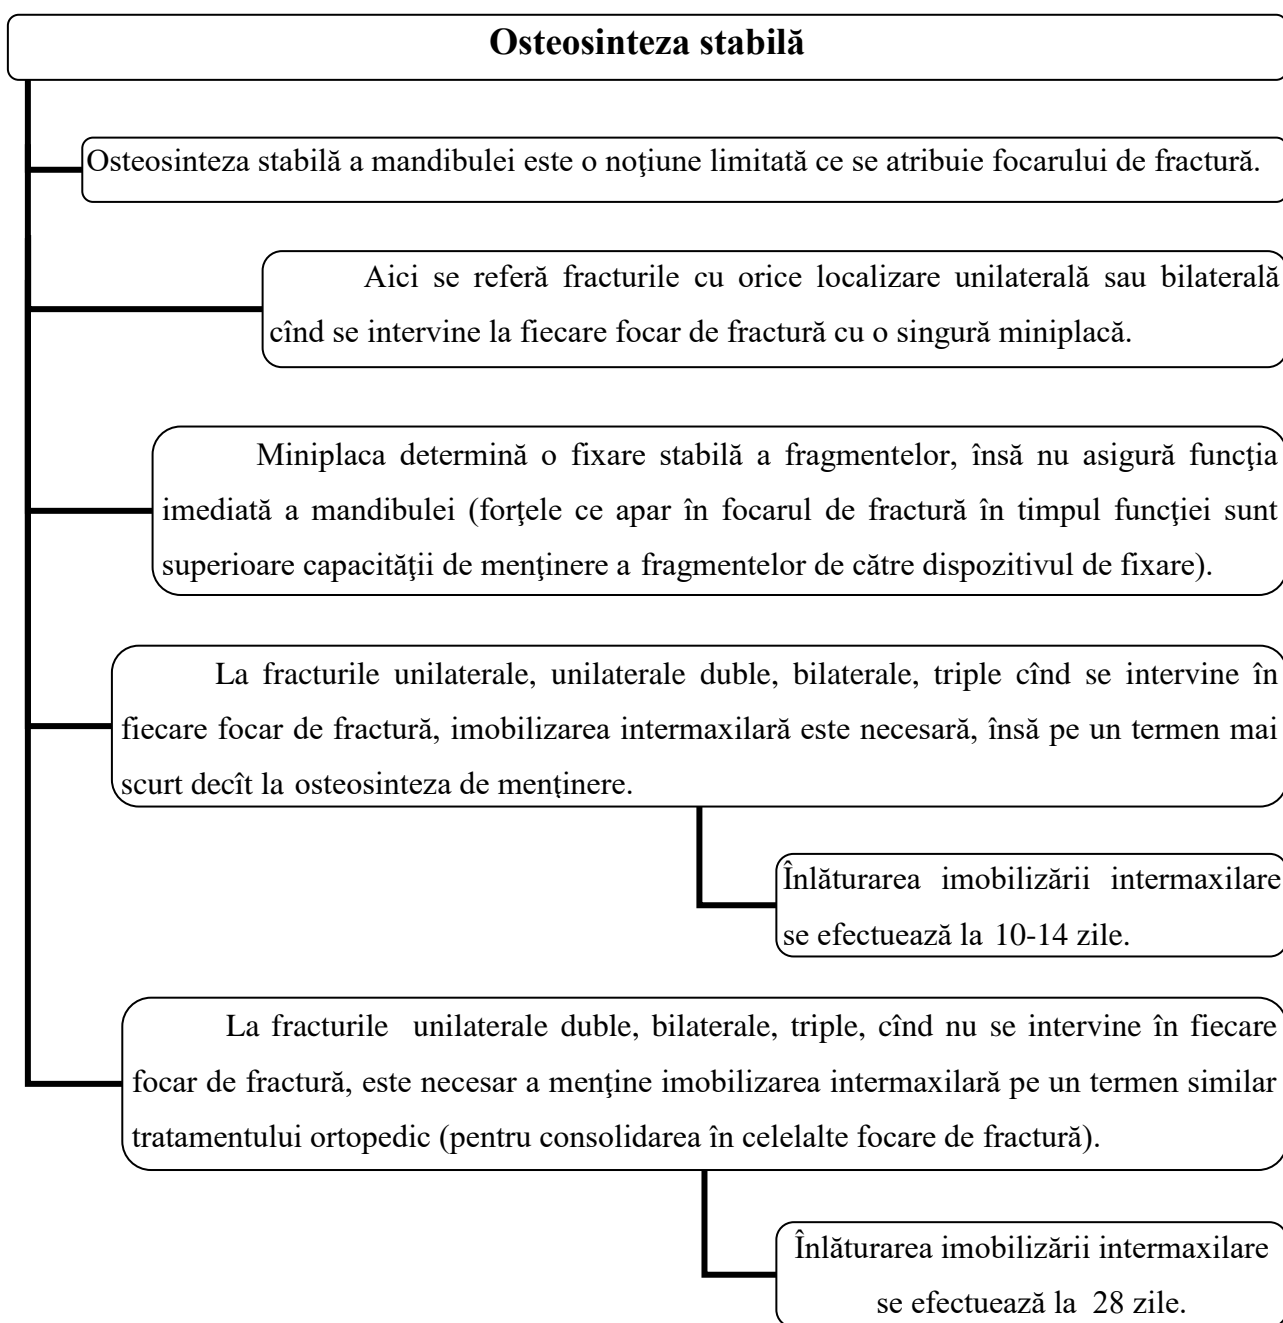 Osteosinteza stabilă
Osteosinteza stabilă a mandibulei este o noţiune limitată ce se atribuie focarului de fractură.
Aici se referă fracturile cu orice localizare unilaterală sau bilaterală
cînd se intervine la fiecare focar de fractură cu o singură miniplacă.
Miniplaca determină o fixare stabilă a fragmentelor, însă nu asigură funcţia
imediată a mandibulei (forţele ce apar în focarul de fractură în timpul funcţiei sunt
superioare capacităţii de menţinere a fragmentelor de către dispozitivul de fixare).
La fracturile unilaterale, unilaterale duble, bilaterale, triple cînd se intervine în
fiecare focar de fractură, imobilizarea intermaxilară este necesară, însă pe un termen mai
scurt decît la osteosinteza de menținere.
Înlăturarea imobilizării intermaxilare
se efectuează la 10-14 zile.
La fracturile unilaterale duble, bilaterale, triple, cînd nu se intervine în fiecare
focar de fractură, este necesar a menţine imobilizarea intermaxilară pe un termen similar
tratamentului ortopedic (pentru consolidarea în celelalte focare de fractură).
Înlăturarea imobilizării intermaxilare
se efectuează la 28 zile.